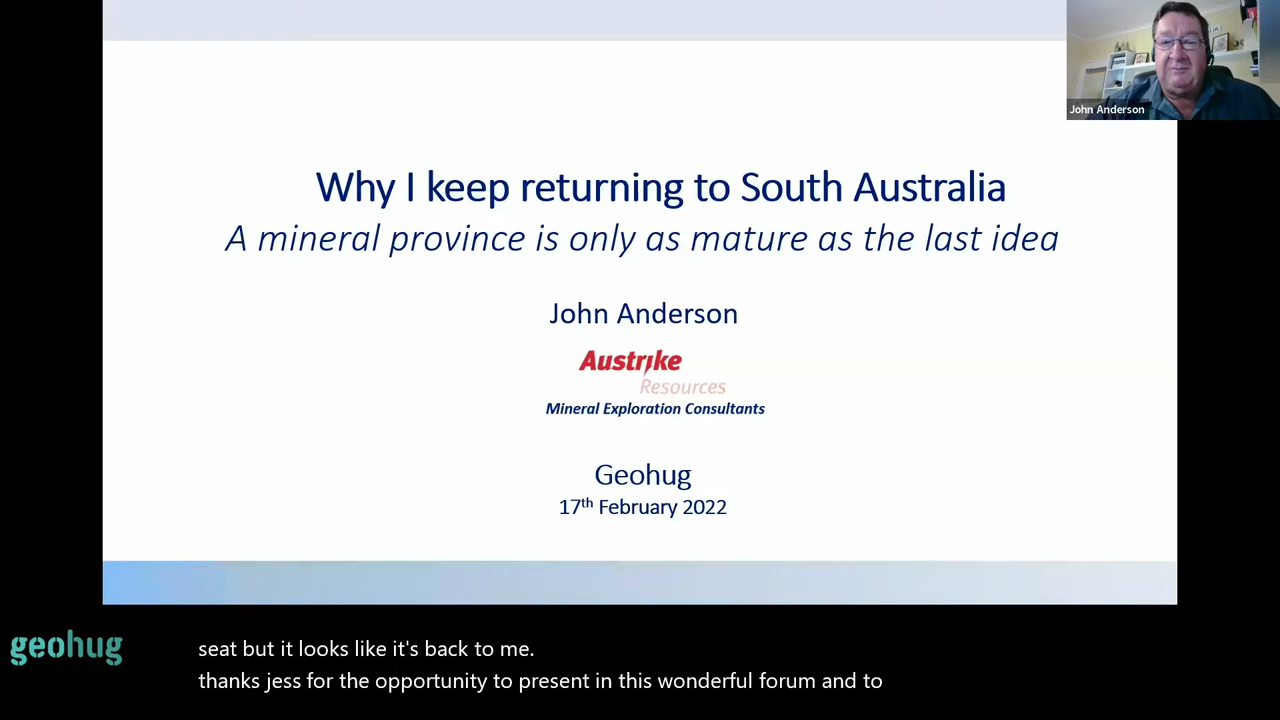 John Anderson
Why I keep returning to South Australia
A mineral province is only as mature as the last idea
John Anderson
Austrike
Resources
Mineral Exploration Consultants
Geohug
17th February 2022
geohug
seat but it looks like it's back to me.
thanks jess for the opportunity to present in this wonderful forum and to